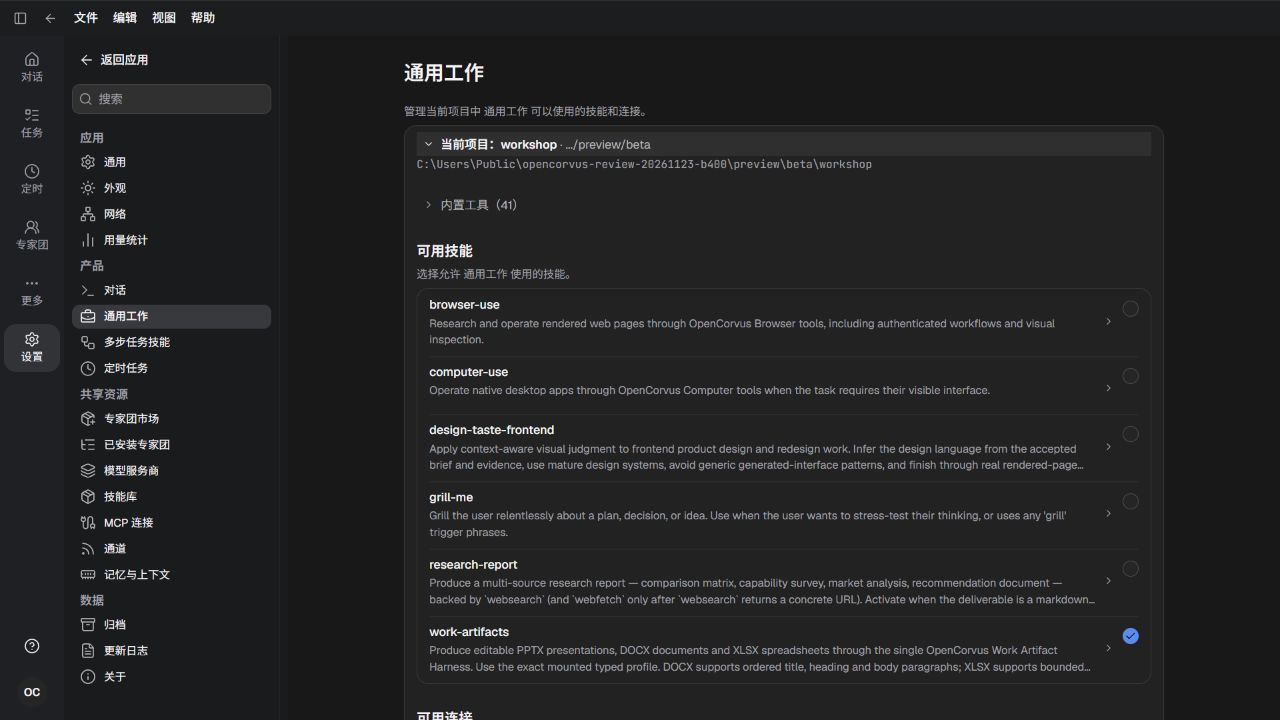 文件 编辑 视图 帮助
对话
任务
定时
专家团
更多
设置
OC
返回应用
搜索
应用
通用
外观
网络
用量统计
产品
对话
通用工作
多步任务技能
定时任务
共享资源
专家团市场
已安装专家团
模型服务商
技能库
MCP 连接
通道
记忆与上下文
数据
归档
更新日志
关于
通用工作
管理当前项目中 通用工作 可以使用的技能和连接。
当前项目：workshop · .../preview/beta
C:\Users\Public\opencorvus-review-20261123-b400\preview\beta\workshop
内置工具（41）
可用技能
选择允许 通用工作 使用的技能。
browser-use
Research and operate rendered web pages through OpenCorvus Browser tools, including authenticated workflows and visual
inspection.
computer-use
Operate native desktop apps through OpenCorvus Computer tools when the task requires their visible interface.
design-taste-frontend
Apply context-aware visual judgment to frontend product design and redesign work. Infer the design language from the accepted
brief and evidence, use mature design systems, avoid generic generated-interface patterns, and finish through real rendered-page...
grill-me
Grill the user relentlessly about a plan, decision, or idea. Use when the user wants to stress-test their thinking, or uses any 'grill'
trigger phrases.
research-report
Produce a multi-source research report — comparison matrix, capability survey, market analysis, recommendation document —
backed by `websearch` (and `webfetch` only after `websearch` returns a concrete URL). Activate when the deliverable is a markdown...
work-artifacts
Produce editable PPTX presentations, DOCX documents and XLSX spreadsheets through the single OpenCorvus Work Artifact
Harness. Use the exact mounted typed profile. DOCX supports ordered title, heading and body paragraphs; XLSX supports bounded...
可用连接